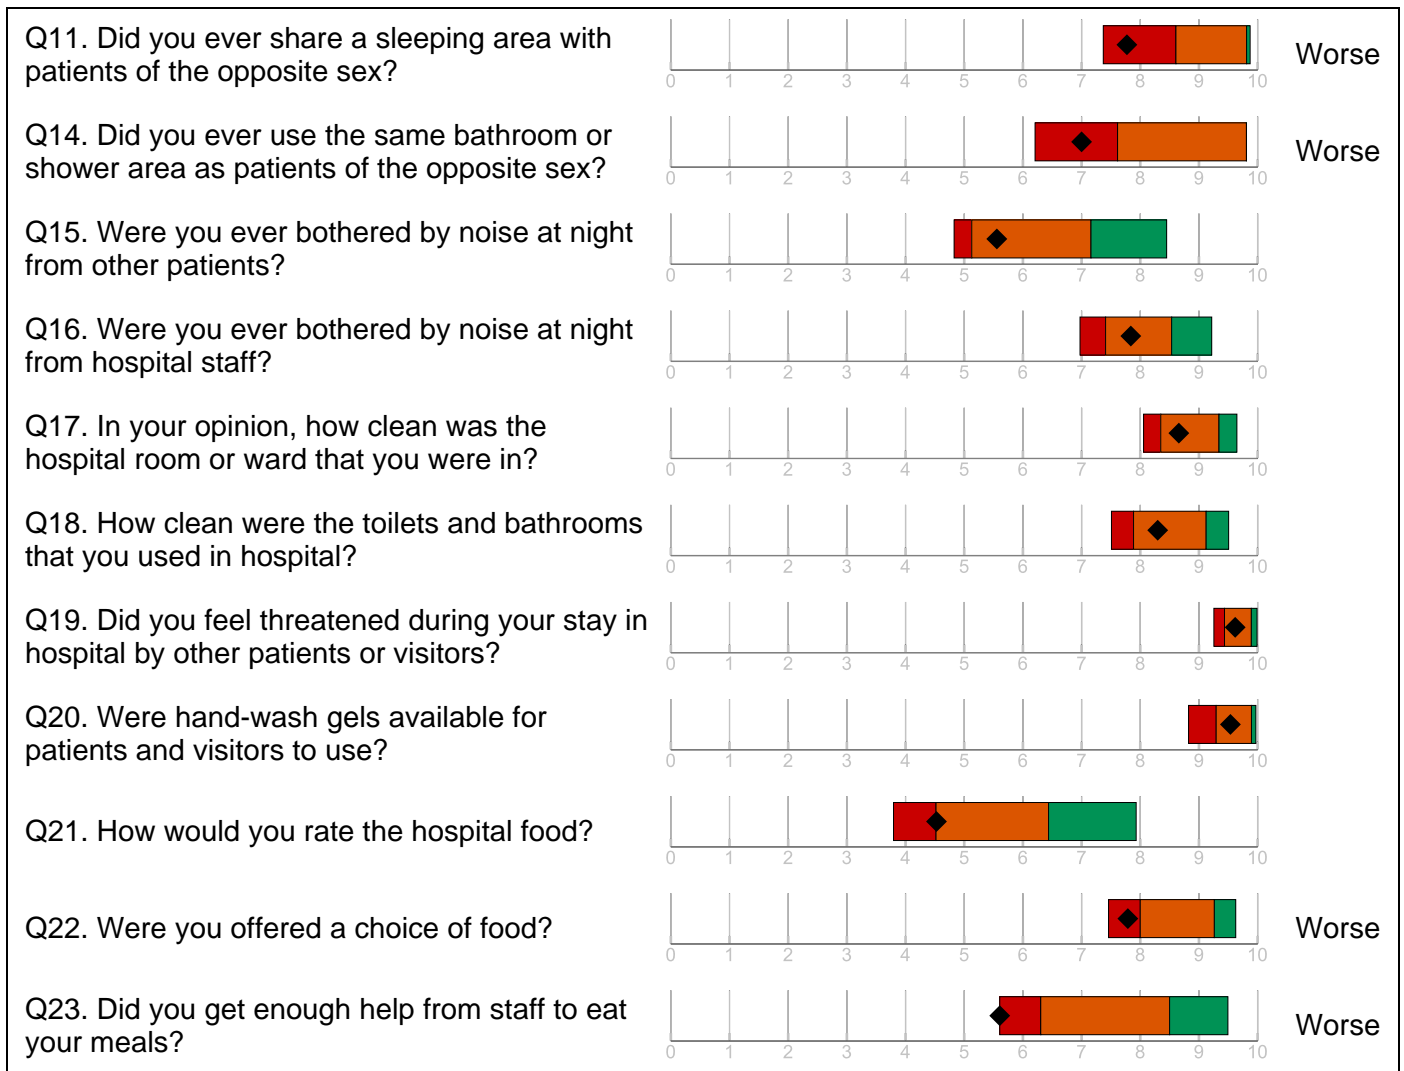 Q11. Did you ever share a sleeping area with
patients of the opposite sex?
Worse
0 1 2 3 4 5 6 7 8 9 10
Q14. Did you ever use the same bathroom or
shower area as patients of the opposite sex?
Worse
0 1 2 3 4 5 6 7 8 9 10
Q15. Were you ever bothered by noise at night
from other patients?
0 1 2 3 4 5 6 7 8 9 10
Q16. Were you ever bothered by noise at night
from hospital staff?
0 1 2 3 4 5 6 7 8 9 10
Q17. In your opinion, how clean was the
hospital room or ward that you were in?
0 1 2 3 4 5 6 7 8 9 10
Q18. How clean were the toilets and bathrooms
that you used in hospital?
0 1 2 3 4 5 6 7 8 9 10
Q19. Did you feel threatened during your stay in
hospital by other patients or visitors?
0 1 2 3 4 5 6 7 8 9 10
Q20. Were hand-wash gels available for
patients and visitors to use?
0 1 2 3 4 5 6 7 8 9 10
Q21. How would you rate the hospital food?
0 1 2 3 4 5 6 7 8 9 10
Q22. Were you offered a choice of food?
Worse
0 1 2 3 4 5 6 7 8 9 10
Q23. Did you get enough help from staff to eat
your meals?
Worse
0 1 2 3 4 5 6 7 8 9 10